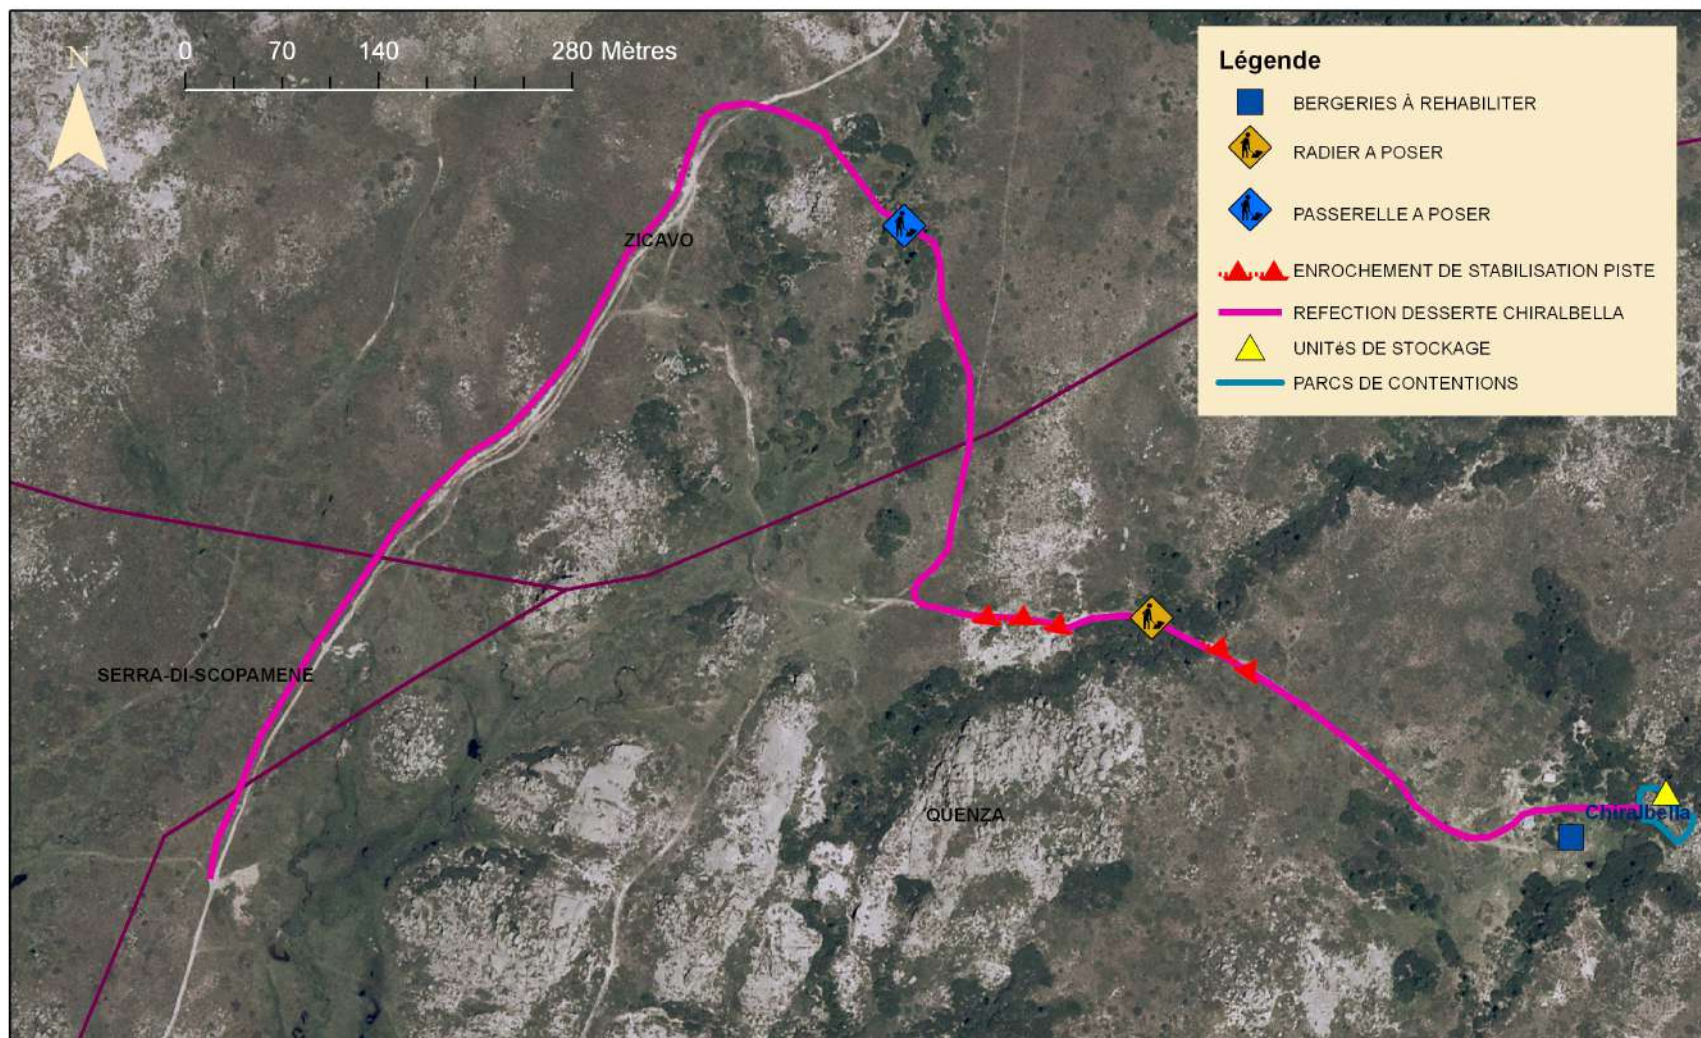 N
0 70 140 280 Mètres
Légende
BERGERIES À REHABILITER
RADIER A POSER
PASSERELLE A POSER
ENROCHEMENT DE STABILISATION PISTE
REFECTION DESSERTE CHIRALBELLA
UNITéS DE STOCKAGE
PARCS DE CONTENTIONS
ZICAVO
SERRA-DI-SCOPAMENE
QUENZA
Chiralbella